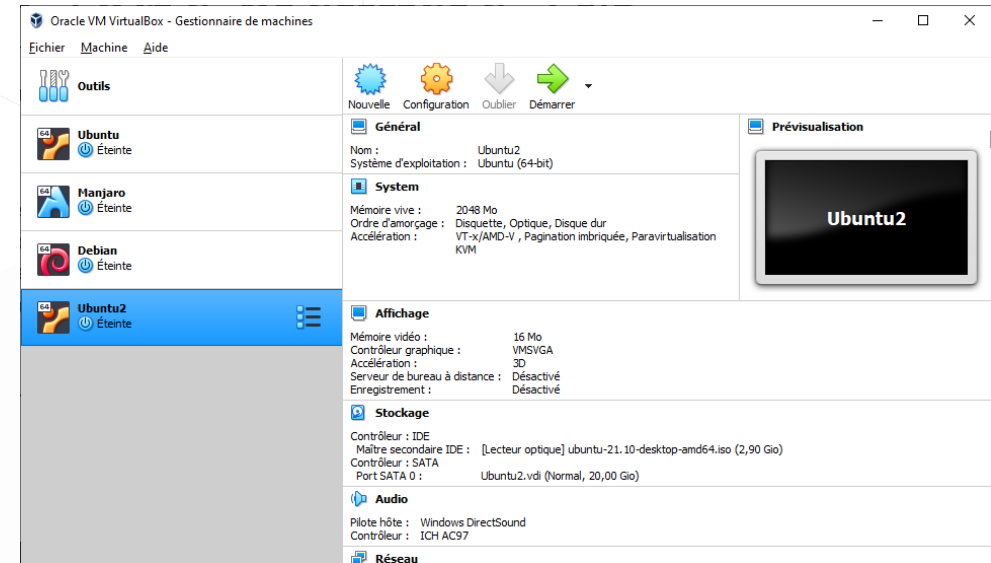 Oracle VM VirtualBox - Gestionnaire de machines
Fichier Machine Aide
Outils
64
Ubuntu
Éteinte
64
Manjaro
Éteinte
64
Debian
Éteinte
64
Ubuntu2
Éteinte
Nouvelle Configuration Oublier Démarrer
Général
Nom : Ubuntu2
Système d'exploitation : Ubuntu (64-bit)
System
Mémoire vive : 2048 Mo
Ordre d'amorçage : Disquette, Optique, Disque dur
Accélération : VT-x/AMD-V , Pagination imbriquée, Paravirtualisation
KVM
Prévisualisation
Ubuntu2
Affichage
Mémoire vidéo : 16 Mo
Contrôleur graphique : VMSVGA
Accélération : 3D
Serveur de bureau à distance : Désactivé
Enregistrement : Désactivé
Stockage
Contrôleur : IDE
Maître secondaire IDE : [Lecteur optique] ubuntu-21.10-desktop-amd64.iso (2,90 Gio)
Contrôleur : SATA
Port SATA 0 : Ubuntu2.vdi (Normal, 20,00 Gio)
Audio
Pilote hôte : Windows DirectSound
Contrôleur : ICH AC97
Réseau